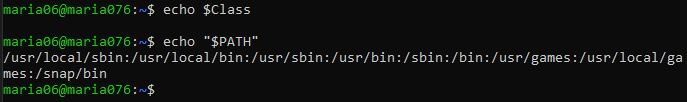 maria06@maria076:~$ echo $Class

maria06@maria076:~$ echo "$PATH"
/usr/local/sbin:/usr/local/bin:/usr/sbin:/usr/bin:/sbin:/bin:/usr/games:/usr/local/ga
mes:/snap/bin
maria06@maria076:~$